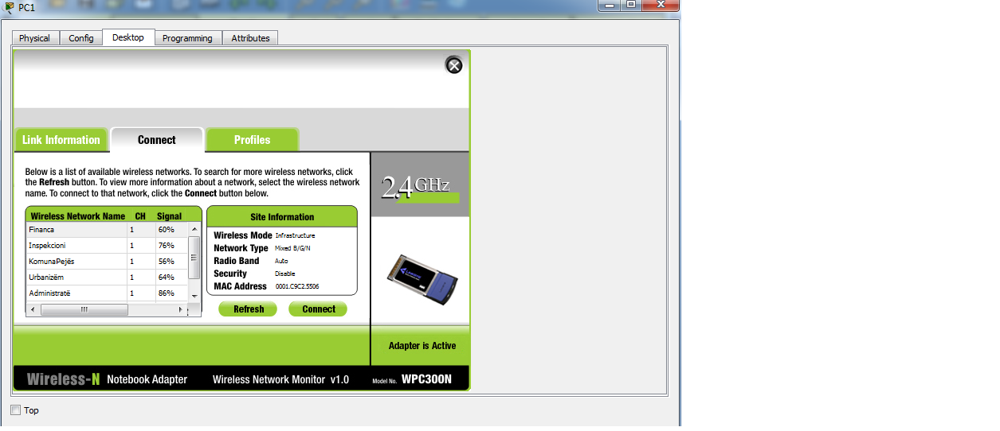 PC1
Physical Config Desktop Programming Attributes
Link Information Connect Profiles
Below is a list of available wireless networks. To search for more wireless networks, click
the Refresh button. To view more information about a network, select the wireless network
name. To connect to that network, click the Connect button below.
2.4GHz
Wireless Network Name CH Signal
Financa 1 60%
Inspekcioni 1 76%
KomunaPejës 1 56%
Urbanizëm 1 64%
Administratë 1 86%
Site Information
Wireless Mode Infrastructure
Network Type Mixed B/G/N
Radio Band Auto
Security Disable
MAC Address 0001.C9C2.5506
Refresh Connect
Adapter is Active
Wireless-N Notebook Adapter Wireless Network Monitor v1.0 Model No. WPC300N
Top